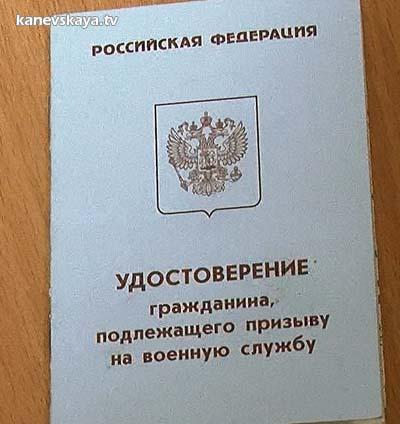 kanevskaya.tv
РОССИЙСКАЯ ФЕДЕРАЦИЯ
УДОСТОВЕРЕНИЕ
гражданина,
подлежащего призыву
на военную службу